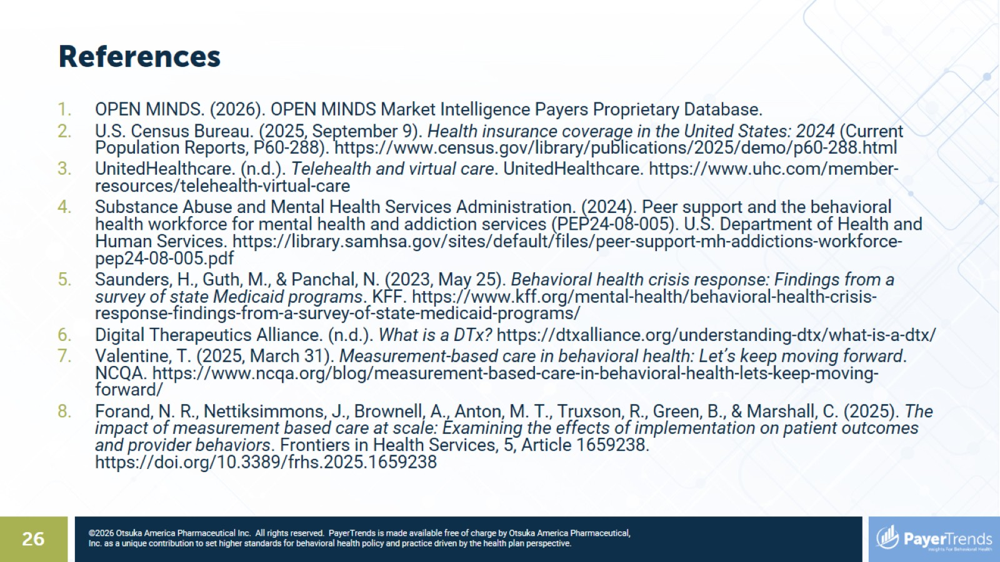 References
1. OPEN MINDS. (2026). OPEN MINDS Market Intelligence Payers Proprietary Database.
2. U.S. Census Bureau. (2025, September 9). Health insurance coverage in the United States: 2024 (Current
Population Reports, P60-288). https://www.census.gov/library/publications/2025/demo/p60-288.html
3. UnitedHealthcare. (n.d.). Telehealth and virtual care. UnitedHealthcare. https://www.uhc.com/member-
resources/telehealth-virtual-care
4. Substance Abuse and Mental Health Services Administration. (2024). Peer support and the behavioral
health workforce for mental health and addiction services (PEP24-08-005). U.S. Department of Health and
Human Services. https://library.samhsa.gov/sites/default/files/peer-support-mh-addictions-workforce-
pep24-08-005.pdf
5. Saunders, H., Guth, M., & Panchal, N. (2023, May 25). Behavioral health crisis response: Findings from a
survey of state Medicaid programs. KFF. https://www.kff.org/mental-health/behavioral-health-crisis-
response-findings-from-a-survey-of-state-medicaid-programs/
6. Digital Therapeutics Alliance. (n.d.). What is a DTx? https://dtxalliance.org/understanding-dtx/what-is-a-dtx/
7. Valentine, T. (2025, March 31). Measurement-based care in behavioral health: Let’s keep moving forward.
NCQA. https://www.ncqa.org/blog/measurement-based-care-in-behavioral-health-lets-keep-moving-
forward/
8. Forand, N. R., Nettiksimmons, J., Brownell, A., Anton, M. T., Truxson, R., Green, B., & Marshall, C. (2025). The
impact of measurement based care at scale: Examining the effects of implementation on patient outcomes
and provider behaviors. Frontiers in Health Services, 5, Article 1659238.
https://doi.org/10.3389/frhs.2025.1659238
26
©2026 Otsuka America Pharmaceutical Inc. All rights reserved. PayerTrends is made available free of charge by Otsuka America Pharmaceutical,
Inc. as a unique contribution to set higher standards for behavioral health policy and practice driven by the health plan perspective.
PayerTrends
Insights For Behavioral Health